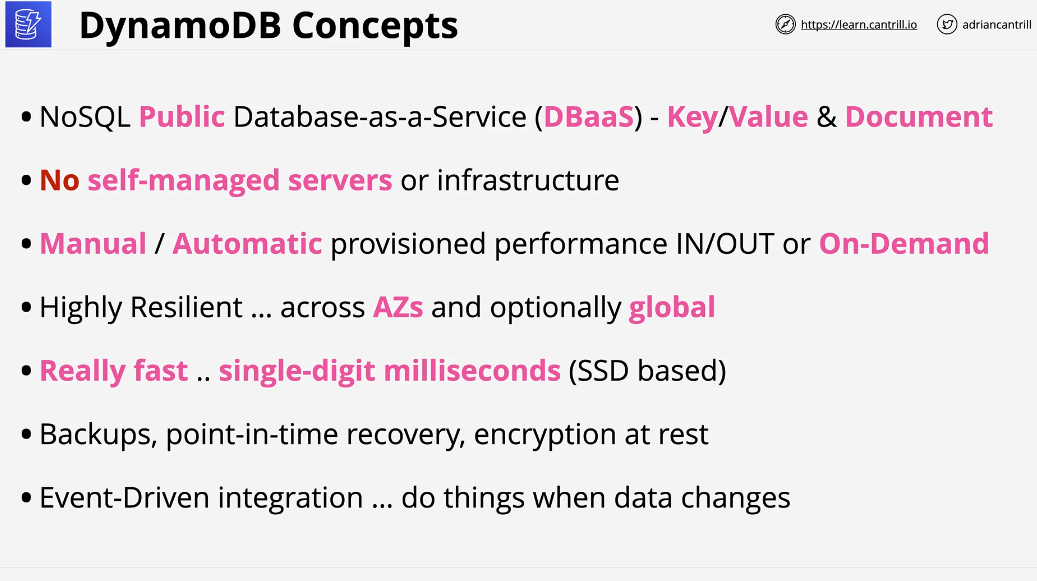 DynamoDB Concepts
https://learn.cantrill.io
adriancantrill
• NoSQL Public Database-as-a-Service (DBaaS) - Key/Value & Document
• No self-managed servers or infrastructure
• Manual / Automatic provisioned performance IN/OUT or On-Demand
• Highly Resilient ... across AZs and optionally global
• Really fast .. single-digit milliseconds (SSD based)
• Backups, point-in-time recovery, encryption at rest
• Event-Driven integration ... do things when data changes